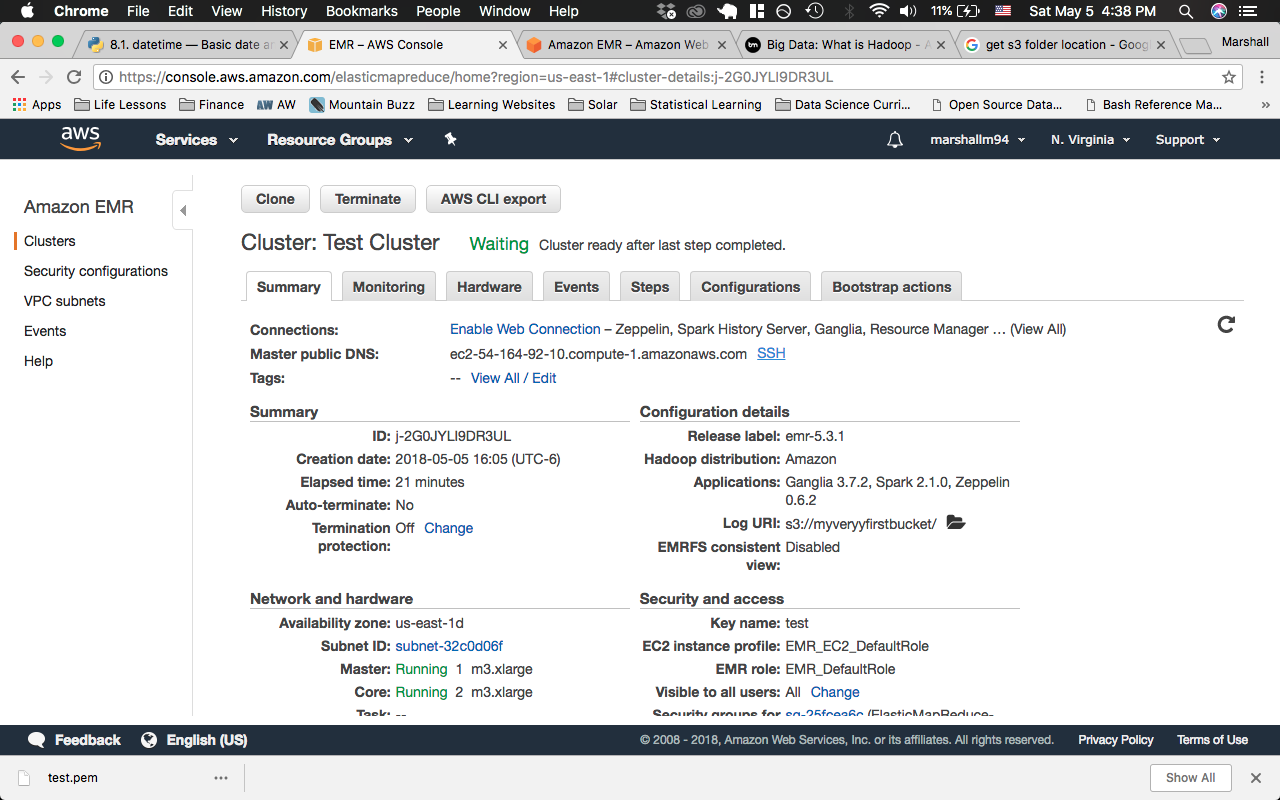 Chrome File Edit View History Bookmarks People Window Help 11% Sat May 5 4:38 PM
8.1. datetime — Basic date ar EMR – AWS Console Amazon EMR – Amazon Web Big Data: What is Hadoop - A get s3 folder location - Goog Marshall
https://console.aws.amazon.com/elasticmapreduce/home?region=us-east-1#cluster-details:j-2G0JYLI9DR3UL
Apps Life Lessons Finance AW AW Mountain Buzz Learning Websites Solar Statistical Learning Data Science Curri... Open Source Data... Bash Reference Ma... »
aws Services Resource Groups marshallm94 N. Virginia Support
Clone Terminate AWS CLI export
Amazon EMR
Clusters
Security configurations
VPC subnets
Events
Help
Cluster: Test Cluster Waiting Cluster ready after last step completed.
Summary Monitoring Hardware Events Steps Configurations Bootstrap actions
Connections: Enable Web Connection – Zeppelin, Spark History Server, Ganglia, Resource Manager … (View All)
Master public DNS: ec2-54-164-92-10.compute-1.amazonaws.com SSH
Tags: -- View All / Edit
Summary
ID: j-2G0JYLI9DR3UL
Creation date: 2018-05-05 16:05 (UTC-6)
Elapsed time: 21 minutes
Auto-terminate: No
Termination Off Change
protection:
Configuration details
Release label: emr-5.3.1
Hadoop distribution: Amazon
Applications: Ganglia 3.7.2, Spark 2.1.0, Zeppelin
0.6.2
Log URI: s3://myveryyfirstbucket/
EMRFS consistent Disabled
view:
Network and hardware
Availability zone: us-east-1d
Subnet ID: subnet-32c0d06f
Master: Running 1 m3.xlarge
Core: Running 2 m3.xlarge
Task: --
Security and access
Key name: test
EC2 instance profile: EMR_EC2_DefaultRole
EMR role: EMR_DefaultRole
Visible to all users: All Change
Security groups for sg-25fcea6c (ElasticMapReduce-
Feedback English (US) © 2008 - 2018, Amazon Web Services, Inc. or its affiliates. All rights reserved. Privacy Policy Terms of Use
test.pem Show All